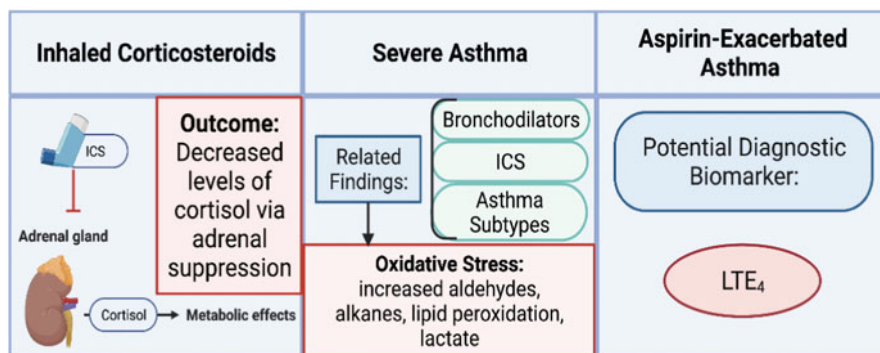 Inhaled Corticosteroids
Severe Asthma
Aspirin-Exacerbated
Asthma
ICS
Adrenal gland
Cortisol
Metabolic effects
Outcome:
Decreased
levels of
cortisol via
adrenal
suppression
Related
Findings:
Bronchodilators
ICS
Asthma
Subtypes
Oxidative Stress:
increased aldehydes,
alkanes, lipid peroxidation,
lactate
Potential Diagnostic
Biomarker:
LTE₄